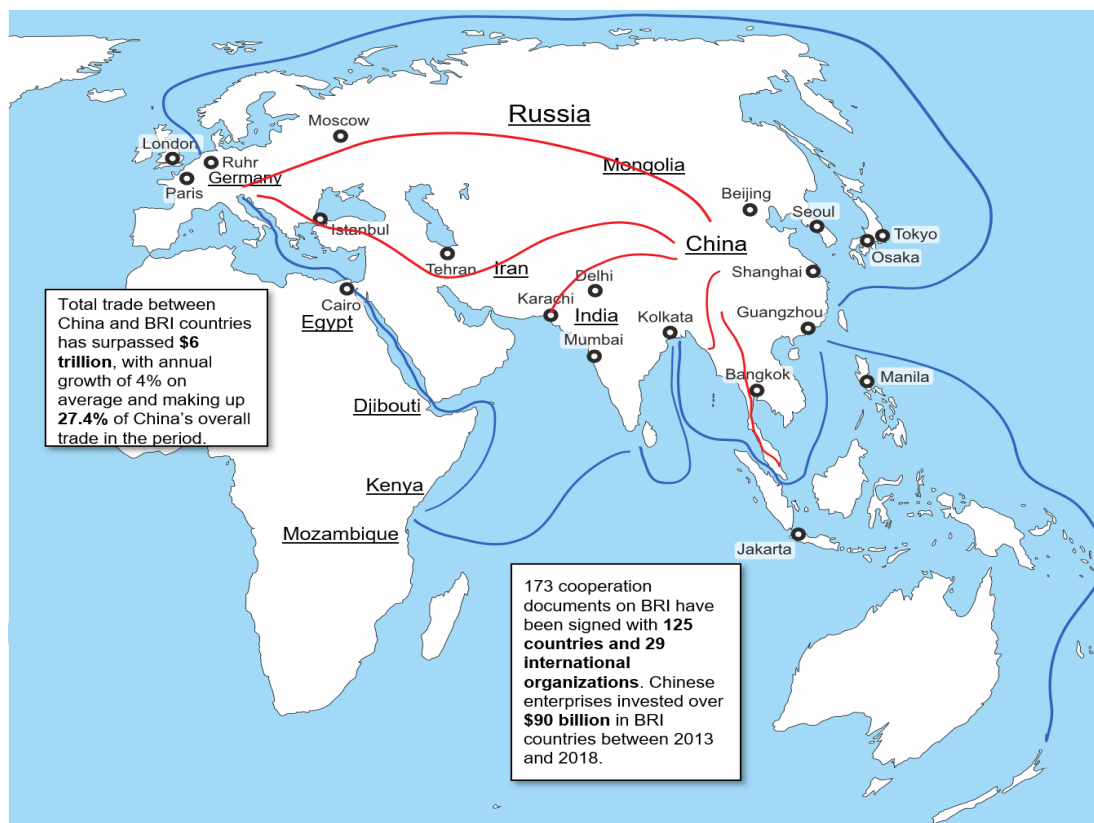 Russia
Moscow
London
Ruhr
Germany
Paris
Mongolia
Beijing
Seoul
Tokyo
Osaka
Istanbul
China
Tehran
Iran
Shanghai
Delhi
Cairo
Karachi
Egypt
India
Kolkata
Guangzhou
Mumbai
Bangkok
Manila
Djibouti
Kenya
Mozambique
Jakarta
Total trade between
China and BRI countries
has surpassed $6
trillion, with annual
growth of 4% on
average and making up
27.4% of China’s overall
trade in the period.
173 cooperation
documents on BRI have
been signed with 125
countries and 29
international
organizations. Chinese
enterprises invested over
$90 billion in BRI
countries between 2013
and 2018.